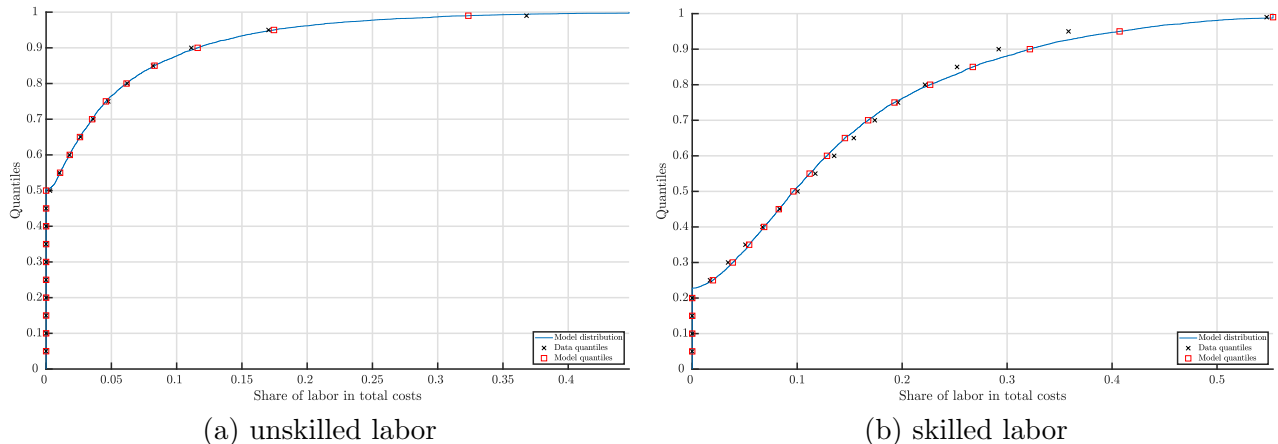 1
0.9
0.8
0.7
0.6
0.5
0.4
0.3
0.2
0.1
0
Quantiles
0 0.05 0.1 0.15 0.2 0.25 0.3 0.35 0.4
Share of labor in total costs
Model distribution
Data quantiles
Model quantiles
(a) unskilled labor
1
0.9
0.8
0.7
0.6
0.5
0.4
0.3
0.2
0.1
0
Quantiles
0 0.1 0.2 0.3 0.4 0.5
Share of labor in total costs
Model distribution
Data quantiles
Model quantiles
(b) skilled labor